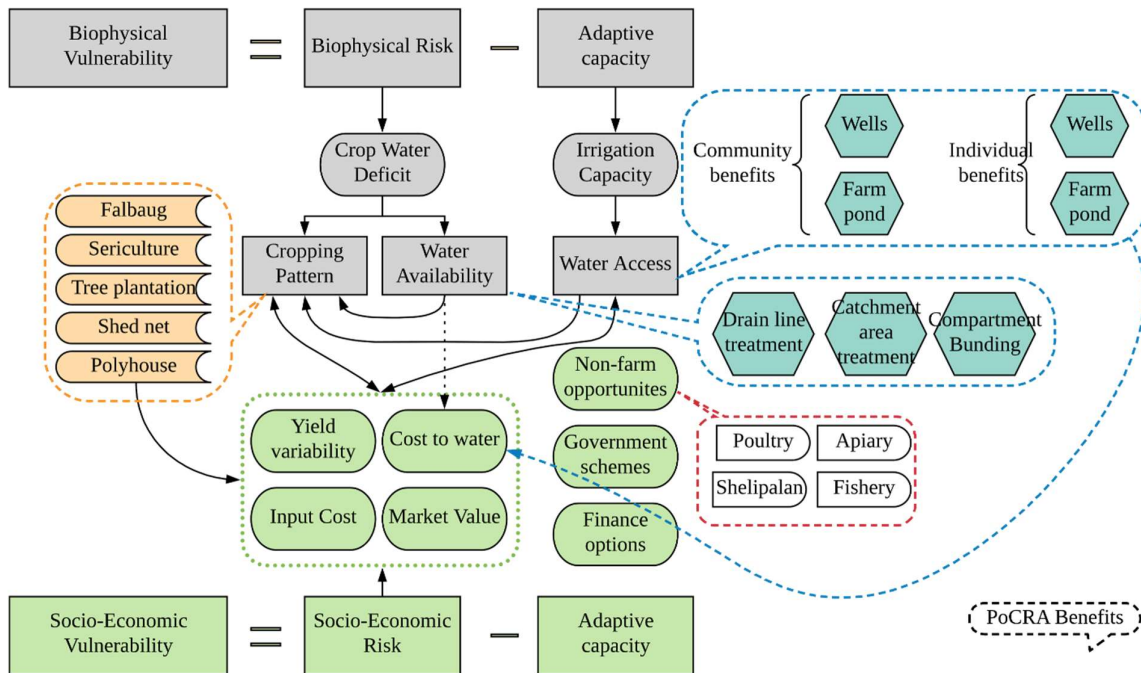 Biophysical
Vulnerability
=
Biophysical Risk
–
Adaptive
capacity
Crop Water
Deficit
Irrigation
Capacity
Community
benefits
Wells
Farm
pond
Individual
benefits
Wells
Farm
pond
Falbaug
Sericulture
Tree plantation
Shed net
Polyhouse
Cropping
Pattern
Water
Availability
Water Access
Drain line
treatment
Catchment
area
treatment
Compartment
Bunding
Non-farm
opportunites
Government
schemes
Finance
options
Poultry
Apiary
Shelipalan
Fishery
Yield
variability
Cost to water
Input Cost
Market Value
Socio-Economic
Vulnerability
=
Socio-Economic
Risk
–
Adaptive
capacity
PoCRA Benefits